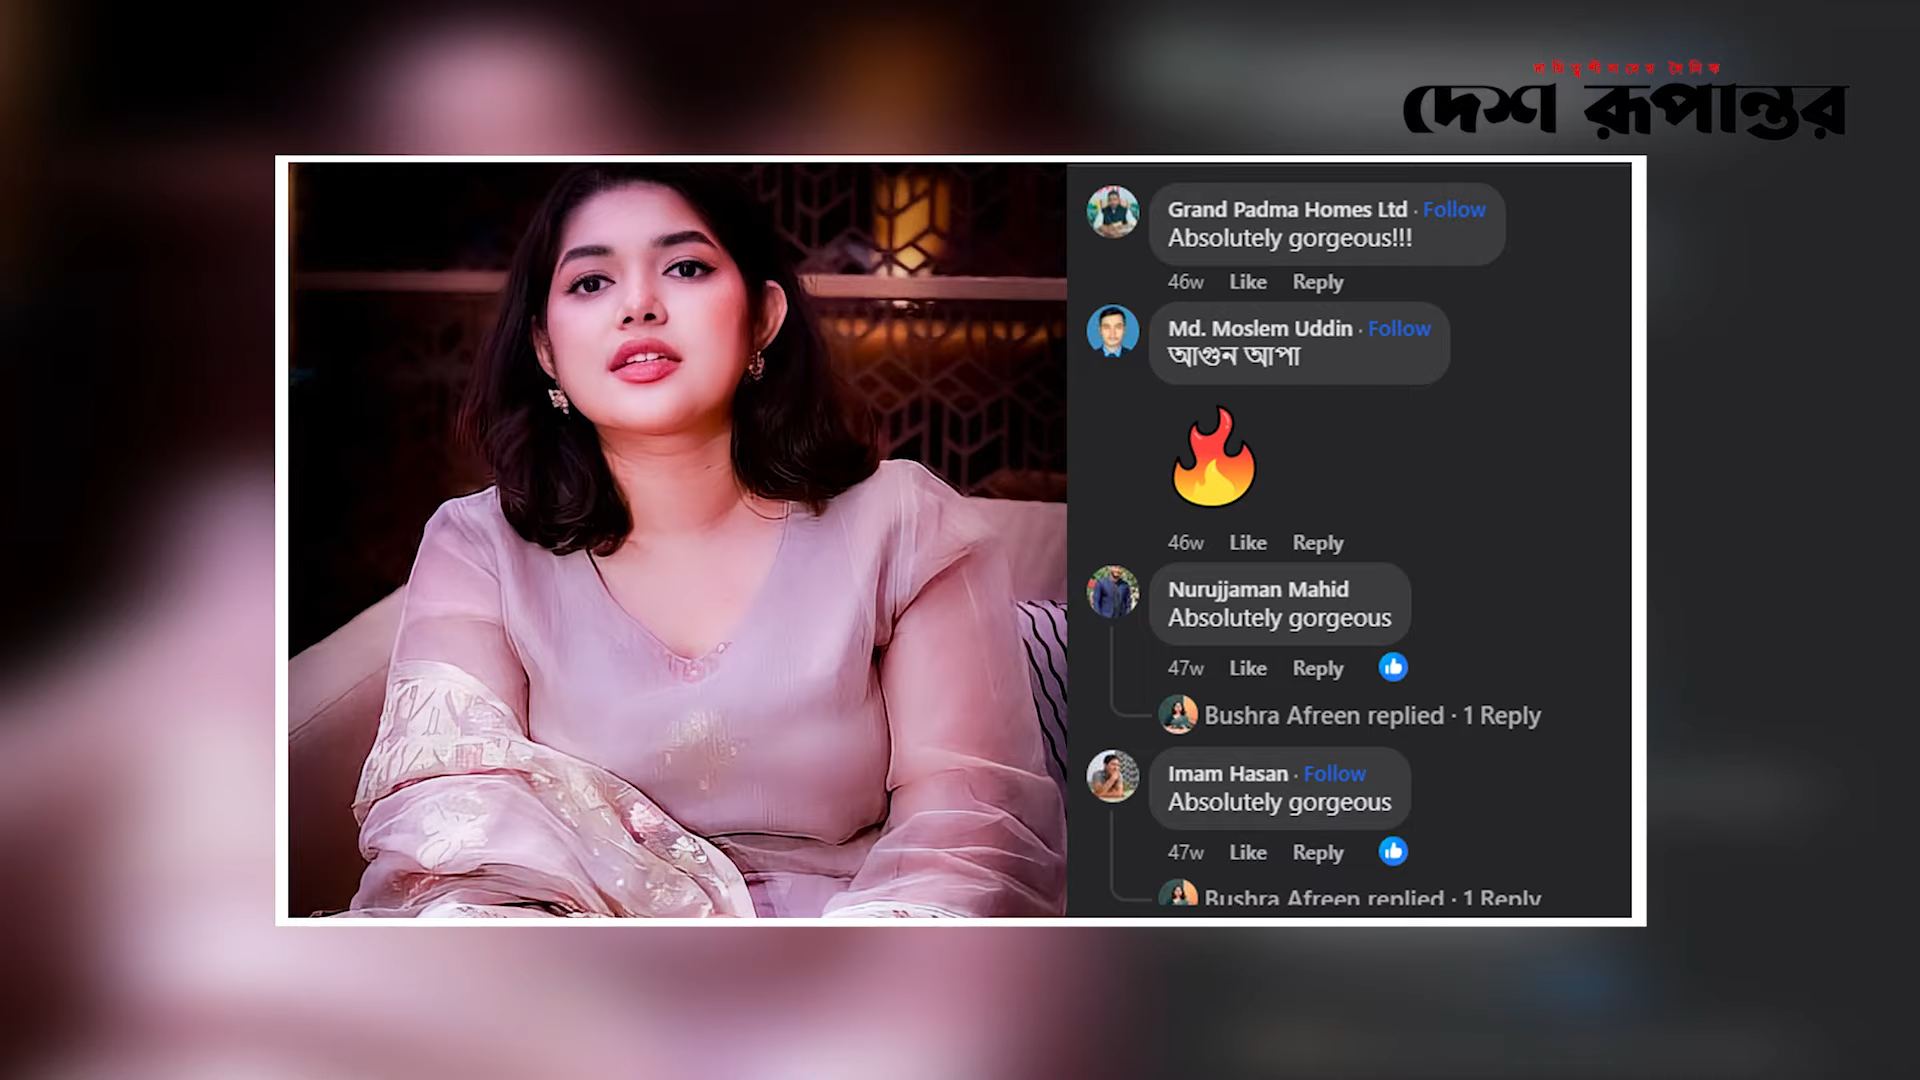 দায়িত্বশীলদের দৈনিক
দেশ রূপান্তর
Grand Padma Homes Ltd · Follow
Absolutely gorgeous!!!
46w Like Reply
Md. Moslem Uddin · Follow
আগুন আপা
46w Like Reply
Nurujjaman Mahid
Absolutely gorgeous
47w Like Reply
Bushra Afreen replied · 1 Reply
Imam Hasan · Follow
Absolutely gorgeous
47w Like Reply
Bushra Afreen replied · 1 Reply